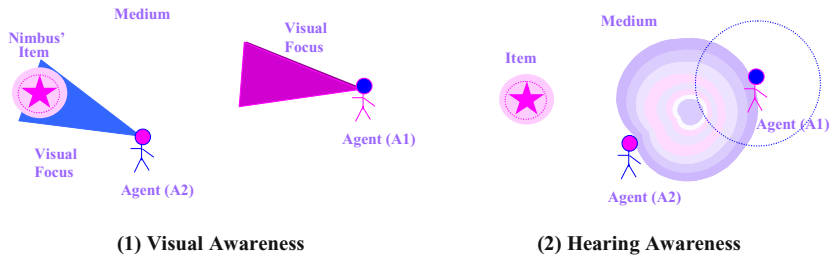 Medium
Nimbus'
Item
Visual
Focus
Visual
Focus
Agent (A1)
Agent (A2)
(1) Visual Awareness
Medium
Item
Agent (A1)
Agent (A2)
(2) Hearing Awareness